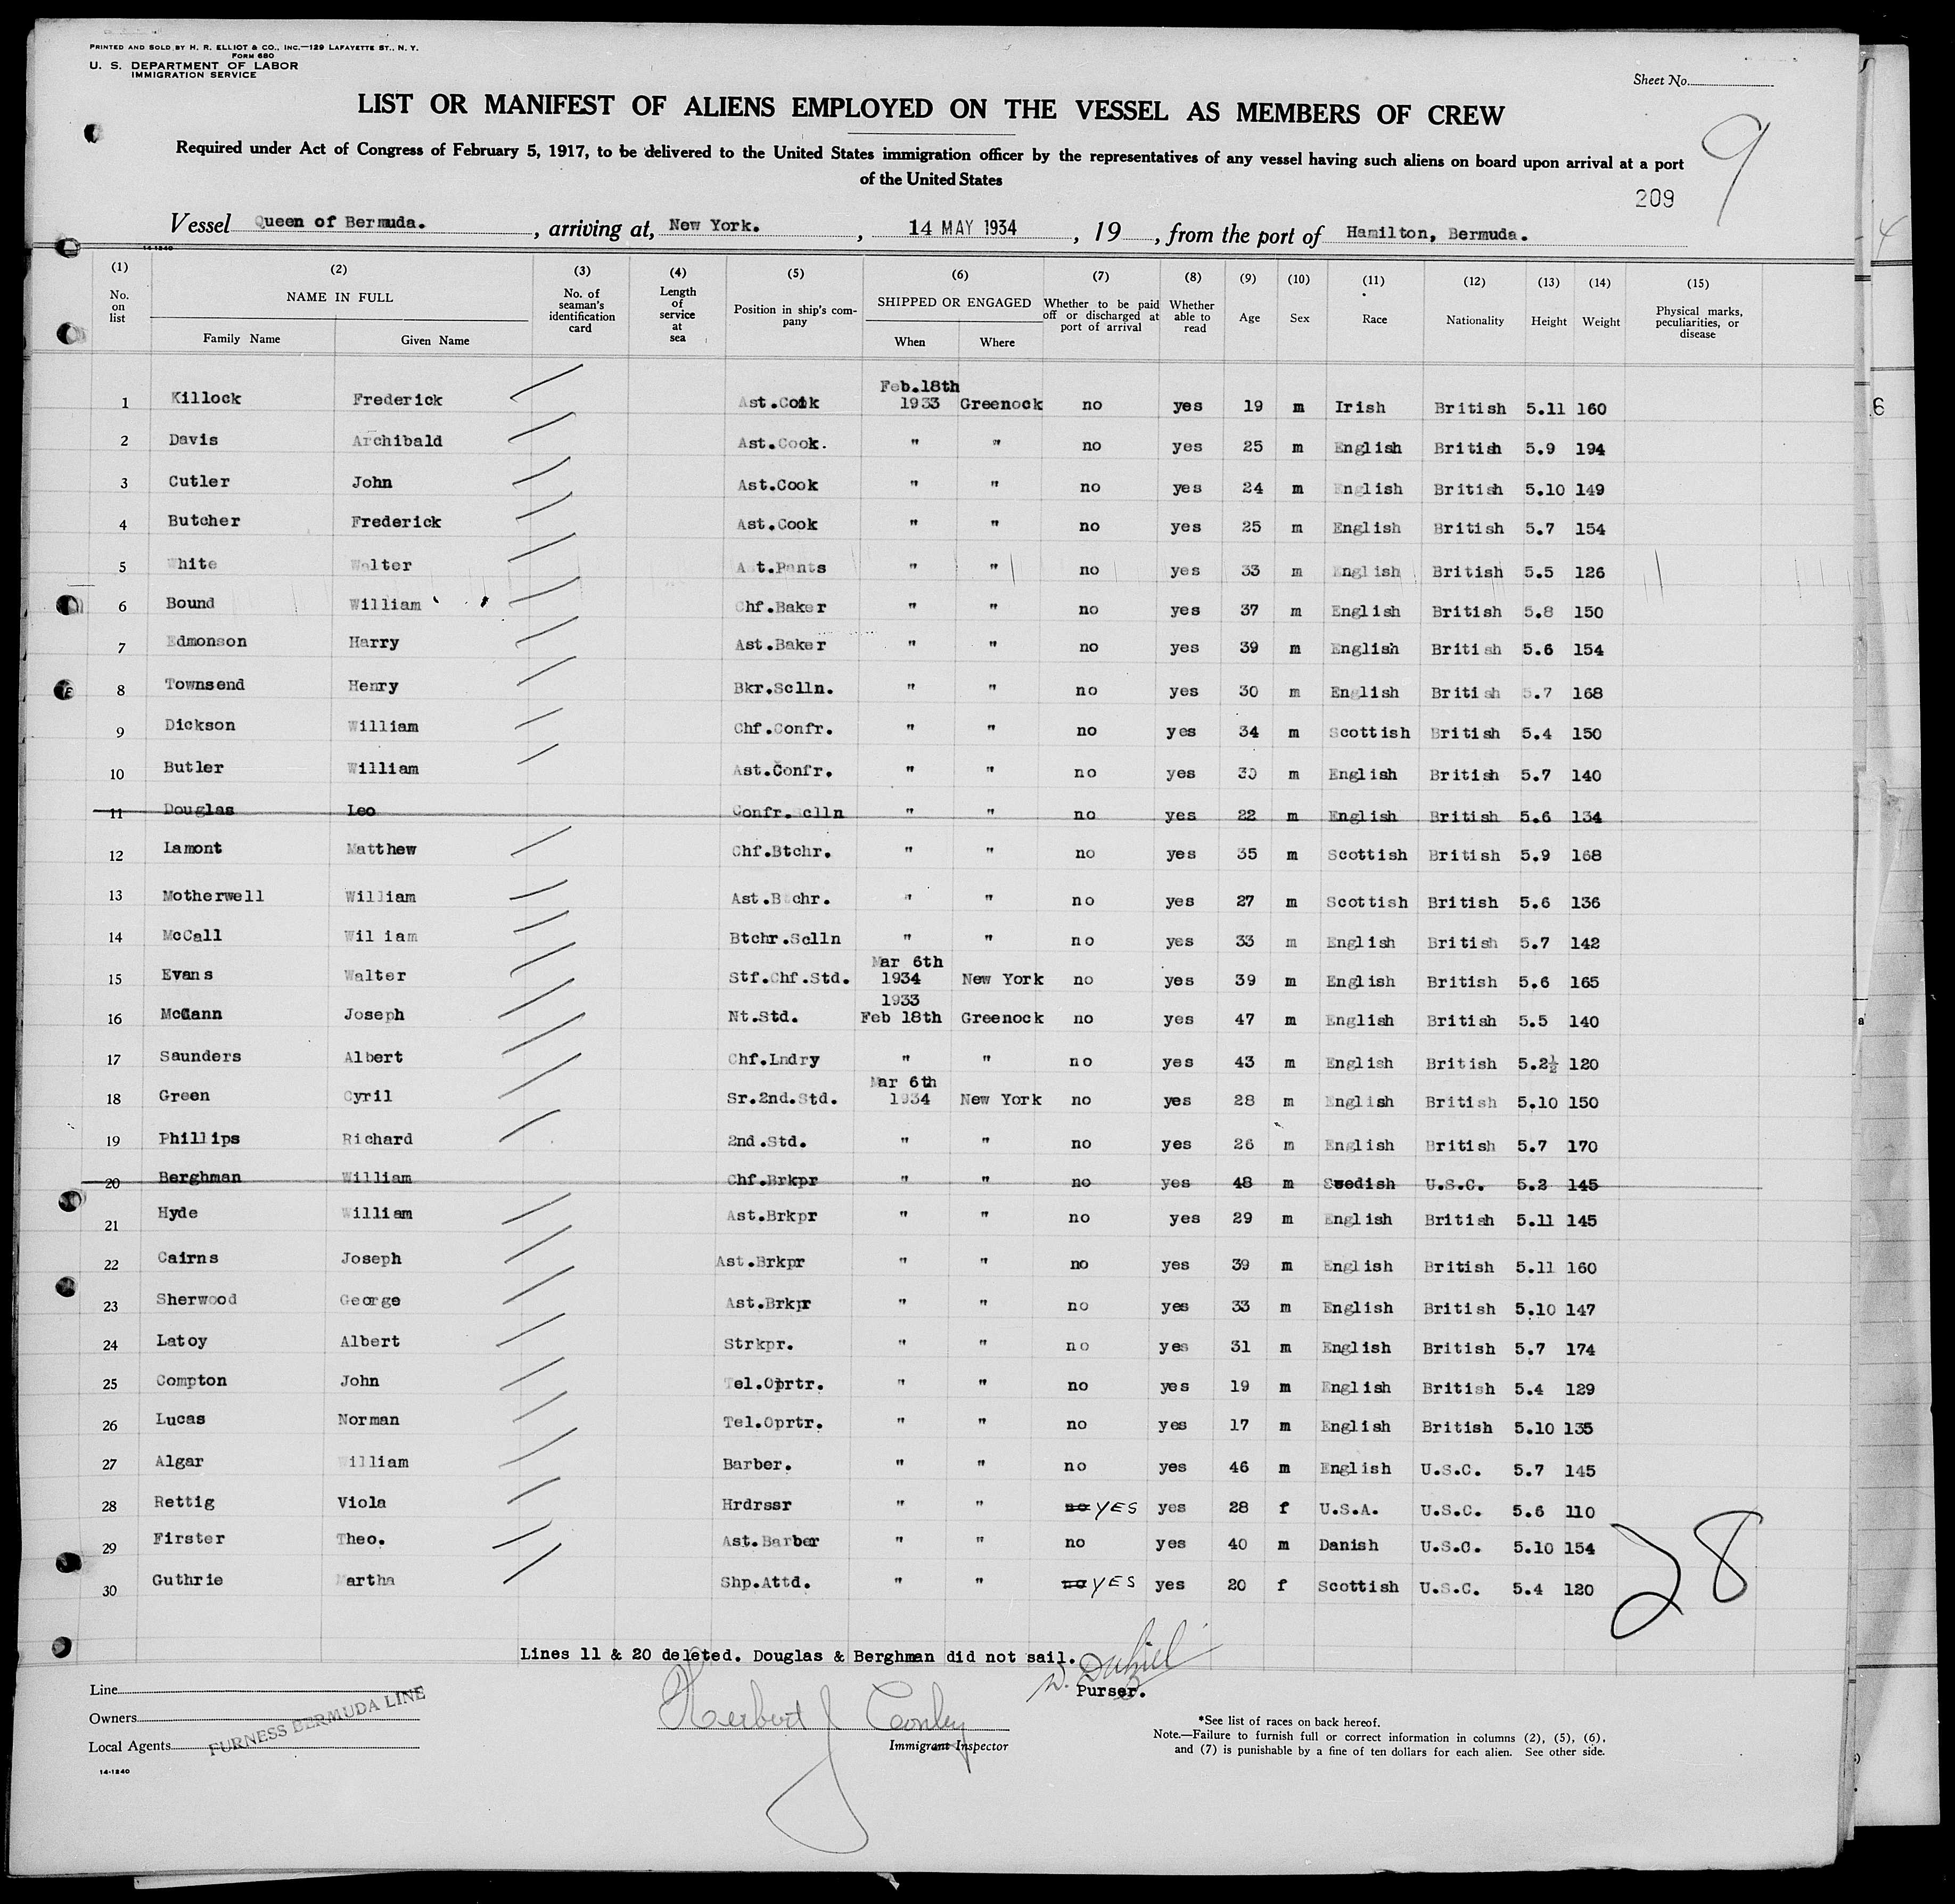 PRINTED AND SOLD BY H. R. ELLIOT & CO., INC.—129 LAFAYETTE ST., N. Y.
FORM 680
U. S. DEPARTMENT OF LABOR
IMMIGRATION SERVICE
Sheet No.
LIST OR MANIFEST OF ALIENS EMPLOYED ON THE VESSEL AS MEMBERS OF CREW
9
Required under Act of Congress of February 5, 1917, to be delivered to the United States immigration officer by the representatives of any vessel having such aliens on board upon arrival at a port
of the United States
209
Vessel Queen of Bermuda. , arriving at, New York. , 14 MAY 1934 , 19 , from the port of Hamilton, Bermuda.
14-1240
(1) (2) (3) (4) (5) (6) (7) (8) (9) (10) (11) (12) (13) (14) (15)
No. on list NAME IN FULL Family Name Given Name No. of seaman's identification card Length of service at sea Position in ship's company SHIPPED OR ENGAGED When Where Whether to be paid off or discharged at port of arrival Whether able to read Age Sex Race Nationality Height Weight Physical marks, peculiarities, or disease
1 Killock Frederick Ast.Cook Feb.18th 1933 Greenock no yes 19 m Irish British 5.11 160
2 Davis Archibald Ast.Cook. " " no yes 25 m English British 5.9 194
3 Cutler John Ast.Cook " " no yes 24 m English British 5.10 149
4 Butcher Frederick Ast.Cook " " no yes 25 m English British 5.7 154
5 White Walter Ast.Pants " " no yes 33 m English British 5.5 126
6 Bound William Chf.Baker " " no yes 37 m English British 5.8 150
7 Edmonson Harry Ast.Baker " " no yes 39 m English British 5.6 154
8 Townsend Henry Bkr.Sclln. " " no yes 30 m English British 5.7 168
9 Dickson William Chf.Confr. " " no yes 34 m Scottish British 5.4 150
10 Butler William Ast.Confr. " " no yes 30 m English British 5.7 140
11 Douglas Leo Confr.Sclln " " no yes 22 m English British 5.6 134
12 Lamont Matthew Chf.Btchr. " " no yes 35 m Scottish British 5.9 168
13 Motherwell William Ast.Btchr. " " no yes 27 m Scottish British 5.6 136
14 McCall William Btchr.Sclln " " no yes 33 m English British 5.7 142
15 Evans Walter Stf.Chf.Std. Mar 6th 1934 New York no yes 39 m English British 5.6 165
16 McCann Joseph Nt.Std. 1933 Feb 18th Greenock no yes 47 m English British 5.5 140
17 Saunders Albert Chf.Lndry " " no yes 43 m English British 5.2½ 120
18 Green Cyril Sr.2nd.Std. Mar 6th 1934 New York no yes 28 m English British 5.10 150
19 Phillips Richard 2nd.Std. " " no yes 26 m English British 5.7 170
20 Berghman William Chf.Brkpr " " no yes 48 m Swedish U.S.C. 5.2 145
21 Hyde William Ast.Brkpr " " no yes 29 m English British 5.11 145
22 Cairns Joseph Ast.Brkpr " " no yes 39 m English British 5.11 160
23 Sherwood George Ast.Brkpr " " no yes 33 m English British 5.10 147
24 Latoy Albert Strkpr. " " no yes 31 m English British 5.7 174
25 Compton John Tel.Oprtr. " " no yes 19 m English British 5.4 129
26 Lucas Norman Tel.Oprtr. " " no yes 17 m English British 5.10 135
27 Algar William Barber. " " no yes 46 m English U.S.C. 5.7 145
28 Rettig Viola Hrdrssr " " no YES yes 28 f U.S.A. U.S.C. 5.6 110
29 Firster Theo. Ast.Barber " " no yes 40 m Danish U.S.C. 5.10 154
30 Guthrie Martha Shp.Attd. " " no YES yes 20 f Scottish U.S.C. 5.4 120
28
Lines 11 & 20 deleted. Douglas & Berghman did not sail.
Purser.
Line
Owners
Local Agents
FURNESS BERMUDA LINE
14-1240
Herbert J Conley
Immigrant Inspector
*See list of races on back hereof.
Note.—Failure to furnish full or correct information in columns (2), (5), (6),
and (7) is punishable by a fine of ten dollars for each alien. See other side.